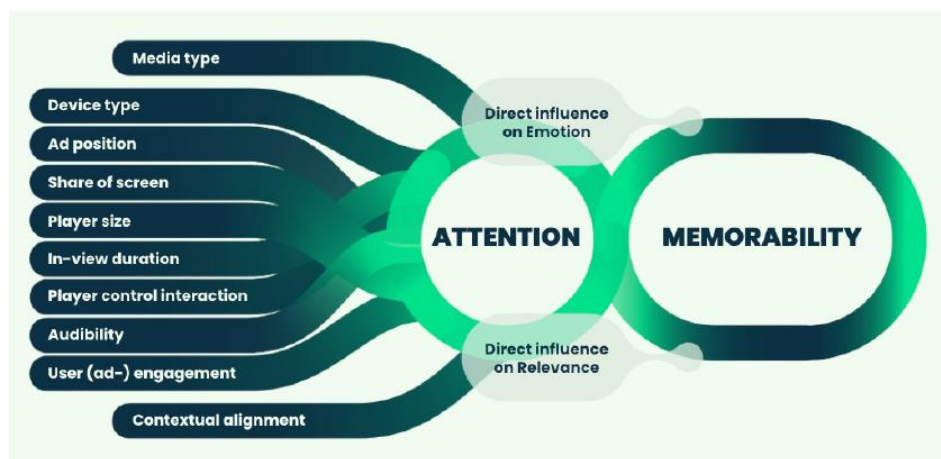 Media type
Device type
Ad position
Share of screen
Player size
In-view duration
Player control interaction
Audibility
User (ad-) engagement
Contextual alignment
Direct influence
on Emotion
ATTENTION
Direct influence
on Relevance
MEMORABILITY